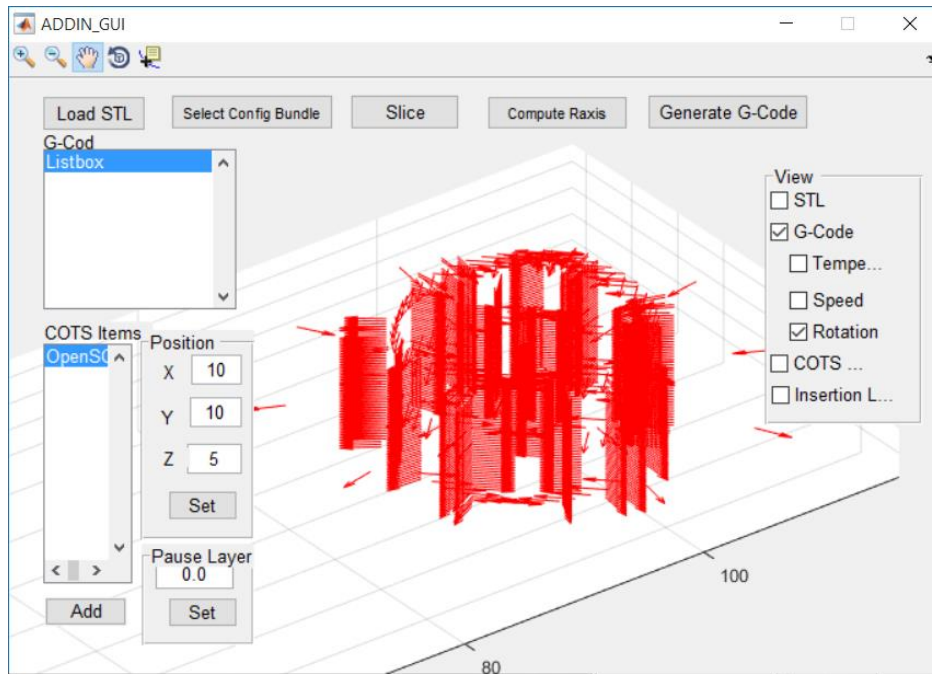 ADDIN_GUI
Load STL
Select Config Bundle
Slice
Compute Raxis
Generate G-Code
G-Cod
Listbox
View
STL
G-Code
Tempe...
Speed
Rotation
COTS ...
Insertion L...
COTS Items
OpenSC
Position
X 10
Y 10
Z 5
Set
Pause Layer
0.0
Set
Add
100
80